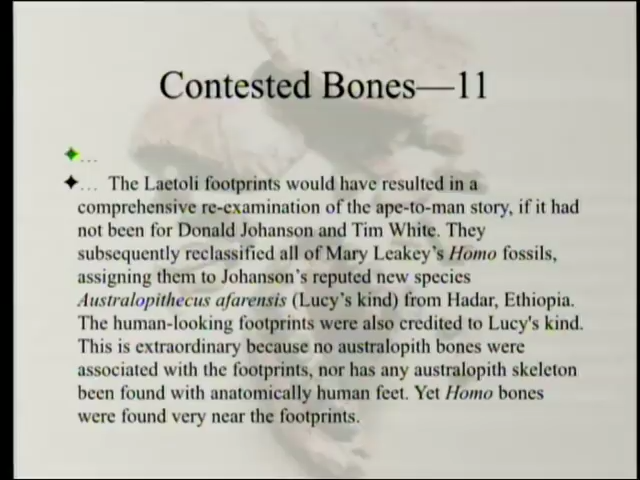 Contested Bones—11
✦…
✦… The Laetoli footprints would have resulted in a
comprehensive re-examination of the ape-to-man story, if it had
not been for Donald Johanson and Tim White. They
subsequently reclassified all of Mary Leakey's Homo fossils,
assigning them to Johanson's reputed new species
Australopithecus afarensis (Lucy's kind) from Hadar, Ethiopia.
The human-looking footprints were also credited to Lucy's kind.
This is extraordinary because no australopith bones were
associated with the footprints, nor has any australopith skeleton
been found with anatomically human feet. Yet Homo bones
were found very near the footprints.